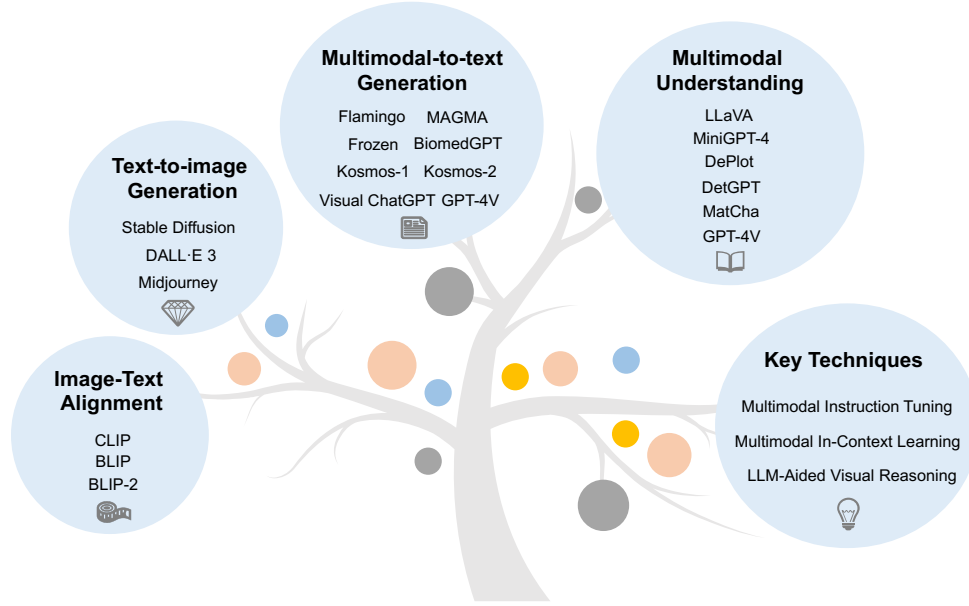 Multimodal-to-text
Generation
Flamingo MAGMA
Frozen BiomedGPT
Kosmos-1 Kosmos-2
Visual ChatGPT GPT-4V
Multimodal
Understanding
LLaVA
MiniGPT-4
DePlot
DetGPT
MatCha
GPT-4V
Text-to-image
Generation
Stable Diffusion
DALL·E 3
Midjourney
Image-Text
Alignment
CLIP
BLIP
BLIP-2
Key Techniques
Multimodal Instruction Tuning
Multimodal In-Context Learning
LLM-Aided Visual Reasoning